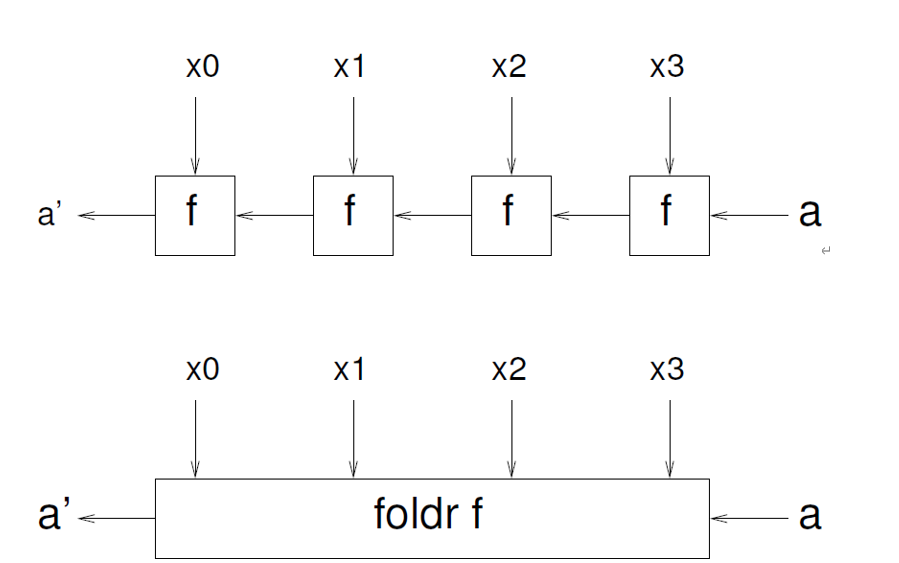 x0 x1 x2 x3
a’ f f f f a
↵
x0 x1 x2 x3
a’ foldr f a